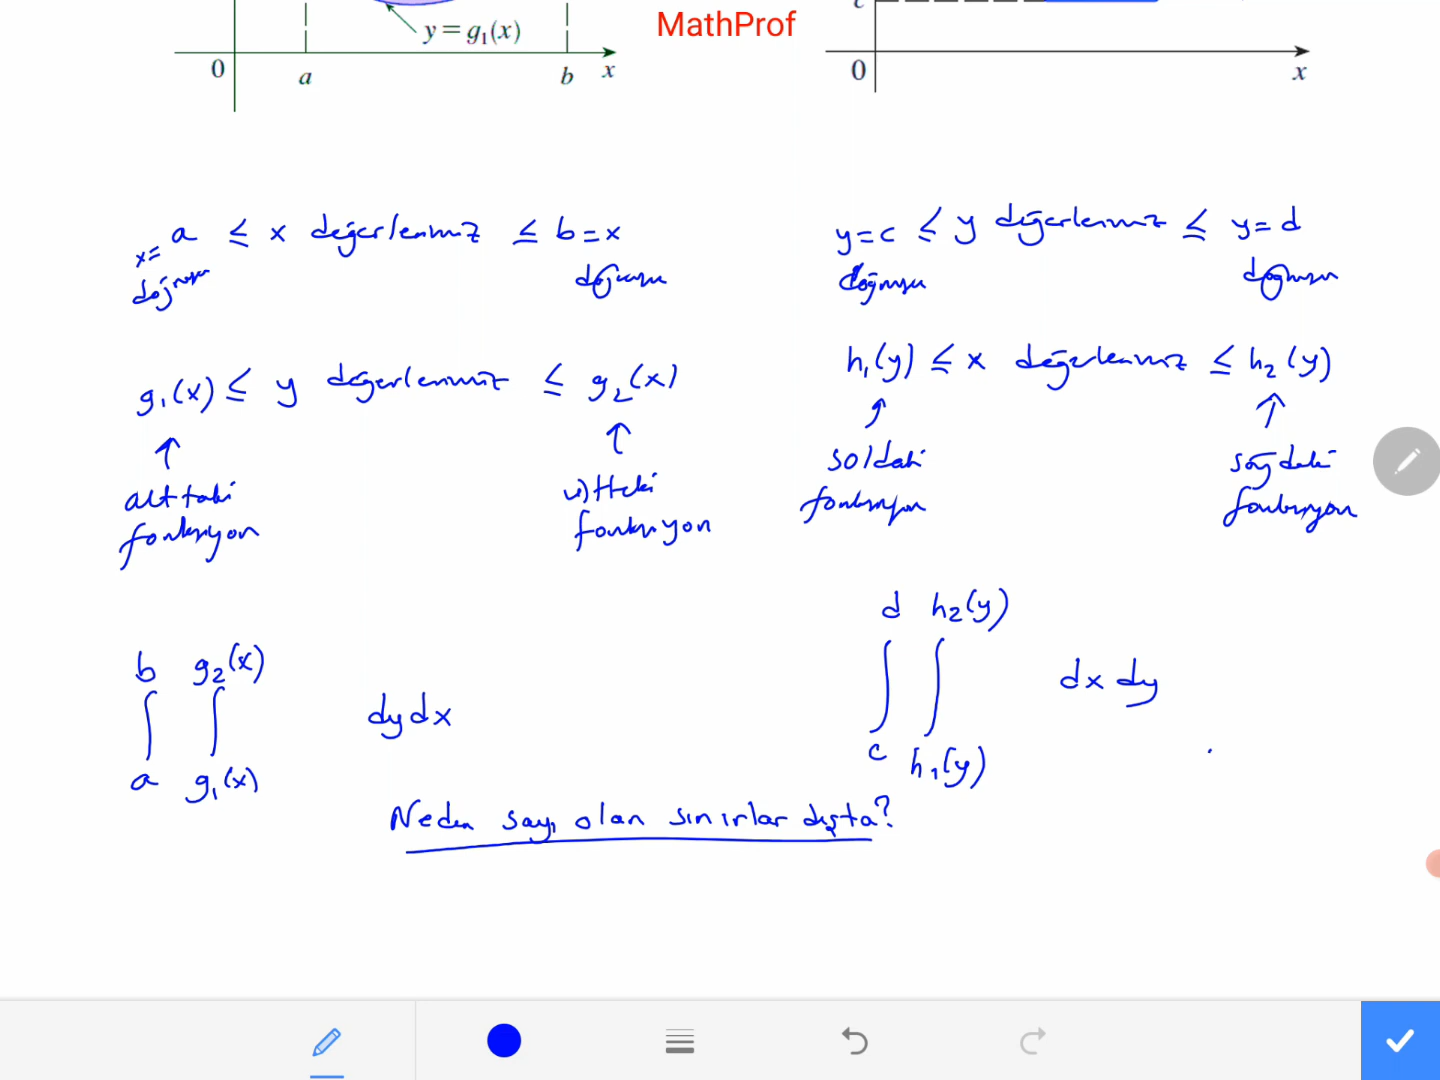 MathProf
y = g₁(x)
0 a b x
c
0 x
x= a ≤ x değerlerimiz ≤ b = x
doğrusu doğrusu
g₁(x) ≤ y değerlerimiz ≤ g₂(x)
↑ ↑
alttaki üstteki
fonksiyon fonksiyon
b g₂(x)
∫ ∫ dy dx
a g₁(x)
y = c ≤ y değerlerimiz ≤ y = d
doğrusu doğrusu
h₁(y) ≤ x değerlerimiz ≤ h₂(y)
↑ ↑
soldaki sağdaki
fonksiyon fonksiyon
d h₂(y)
∫ ∫ dx dy
c h₁(y)
Neden sayı olan sınırlar dışta?